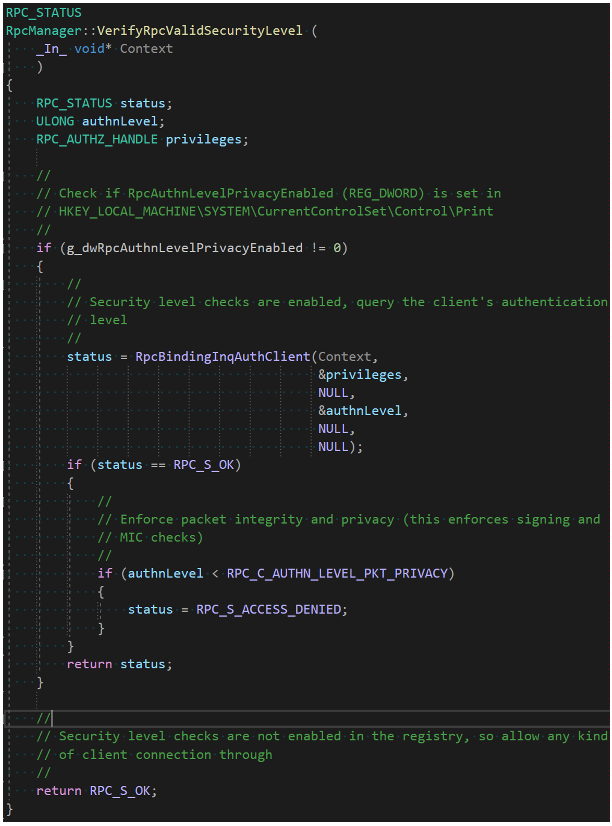 RPC_STATUS
RpcManager::VerifyRpcValidSecurityLevel (
    _In_ void* Context
    )
{
    RPC_STATUS status;
    ULONG authnLevel;
    RPC_AUTHZ_HANDLE privileges;

    //
    // Check if RpcAuthnLevelPrivacyEnabled (REG_DWORD) is set in
    // HKEY_LOCAL_MACHINE\SYSTEM\CurrentControlSet\Control\Print
    //
    if (g_dwRpcAuthnLevelPrivacyEnabled != 0)
    {
        //
        // Security level checks are enabled, query the client's authentication
        // level
        //
        status = RpcBindingInqAuthClient(Context,
                                         &privileges,
                                         NULL,
                                         &authnLevel,
                                         NULL,
                                         NULL);
        if (status == RPC_S_OK)
        {
            //
            // Enforce packet integrity and privacy (this enforces signing and
            // MIC checks)
            //
            if (authnLevel < RPC_C_AUTHN_LEVEL_PKT_PRIVACY)
            {
                status = RPC_S_ACCESS_DENIED;
            }
        }
        return status;
    }

    //
    // Security level checks are not enabled in the registry, so allow any kind
    // of client connection through
    //
    return RPC_S_OK;
}